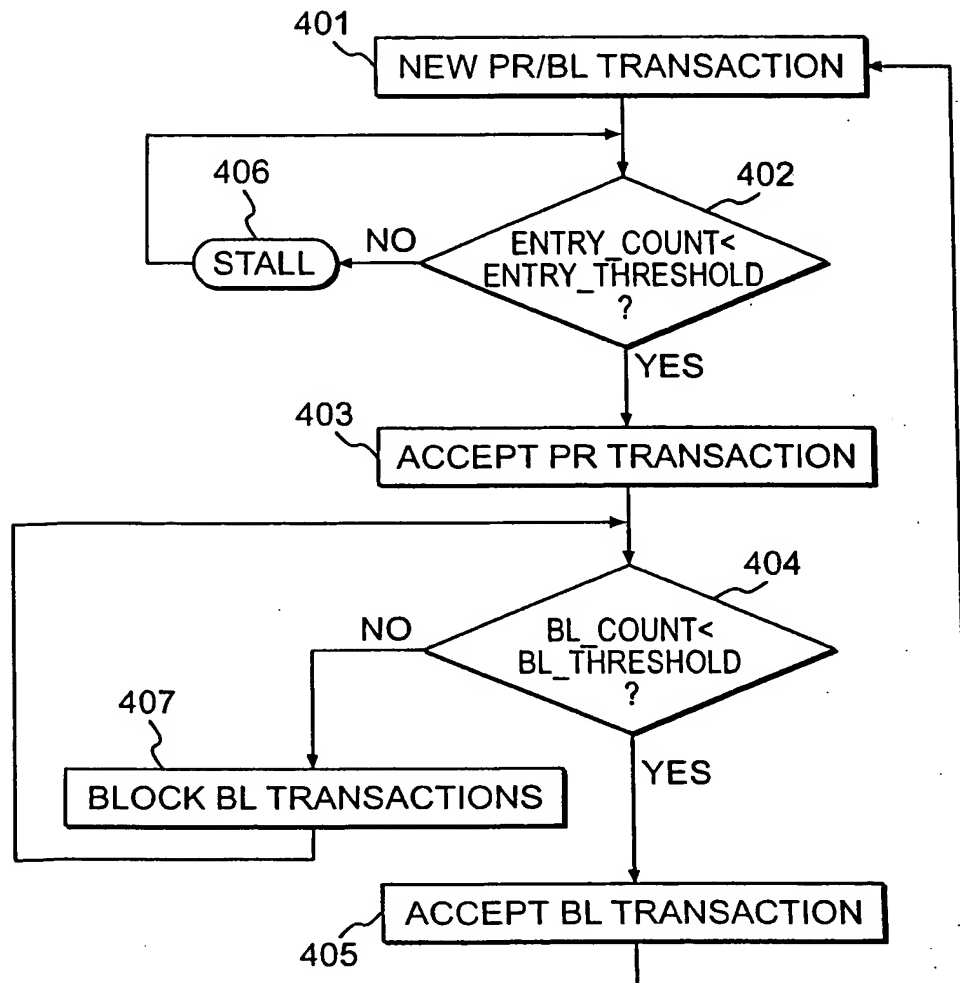 401
NEW PR/BL TRANSACTION
406
402
STALL
NO
ENTRY_COUNT<
ENTRY_THRESHOLD
?
YES
403
ACCEPT PR TRANSACTION
404
NO
BL_COUNT<
BL_THRESHOLD
?
407
YES
BLOCK BL TRANSACTIONS
ACCEPT BL TRANSACTION
405